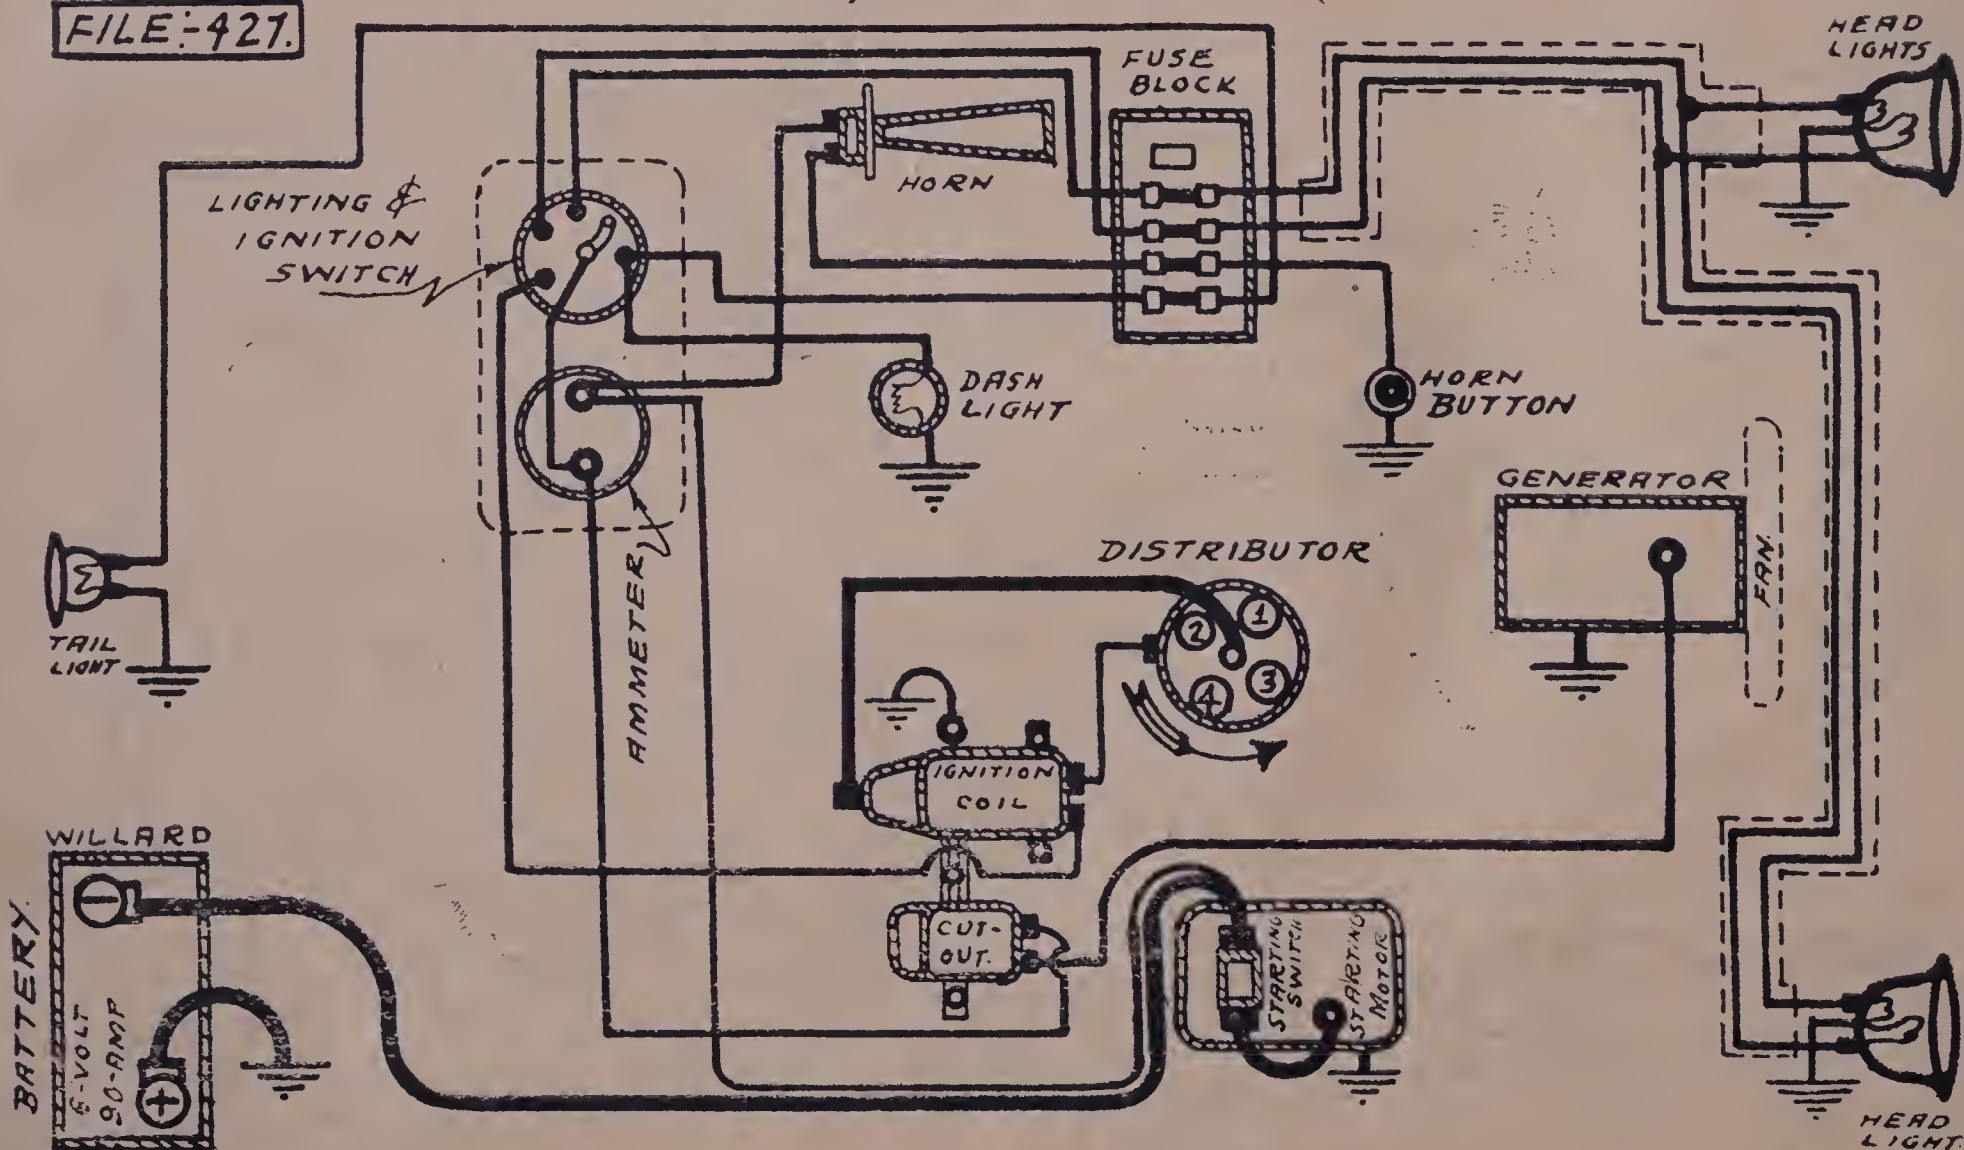 FILE:-427.
HEAD
LIGHTS
FUSE
BLOCK
HORN
LIGHTING &
IGNITION
SWITCH
DASH
LIGHT
HORN
BUTTON
GENERATOR
FAN.
DISTRIBUTOR
1
2
3
4
AMMETER
TAIL
LIGHT
IGNITION
COIL
WILLARD
BATTERY.
6-VOLT
90-AMP
−
+
CUT-
OUT.
STARTING
SWITCH
STARTING
MOTOR
HEAD
LIGHT.